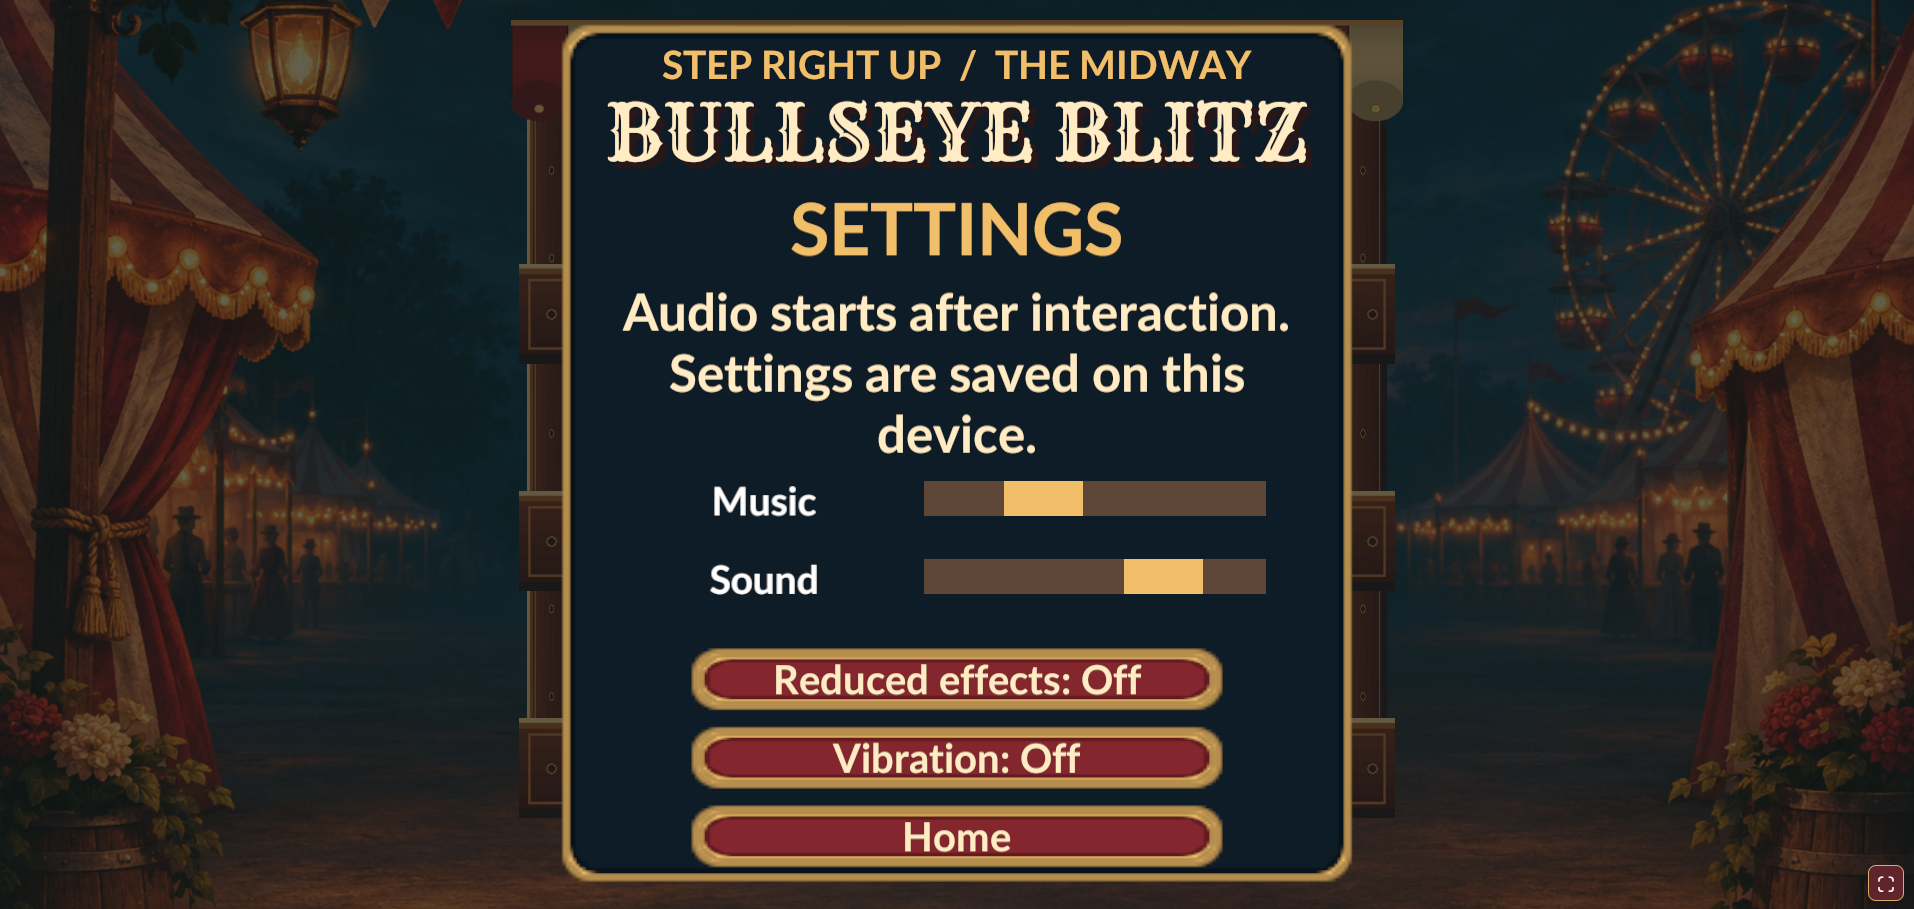 STEP RIGHT UP / THE MIDWAY
BULLSEYE BLITZ
SETTINGS
Audio starts after interaction.
Settings are saved on this
device.
Music
Sound
Reduced effects: Off
Vibration: Off
Home